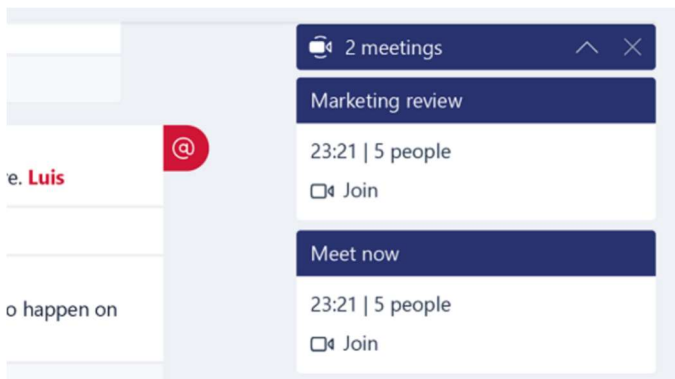 2 meetings
Marketing review
@
23:21 | 5 people
e. Luis
Join
Meet now
o happen on
23:21 | 5 people
Join